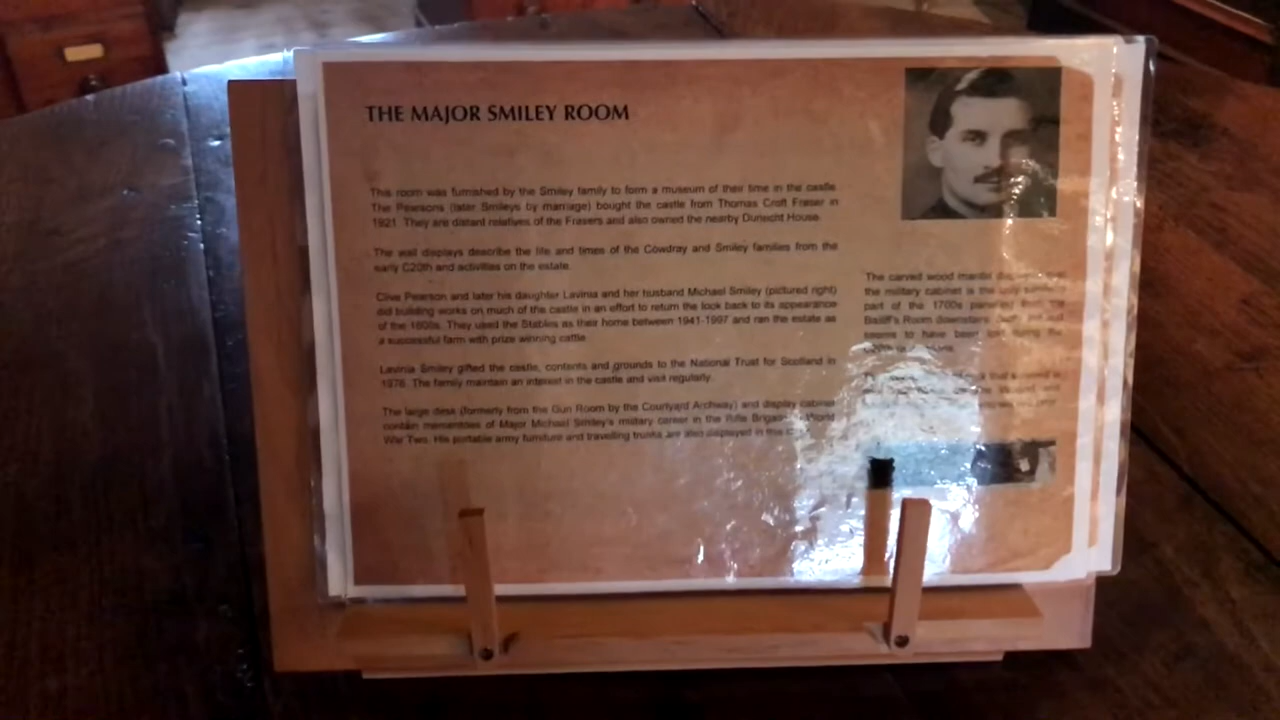 THE MAJOR SMILEY ROOM
This room was furnished by the Smiley family to form a museum of their time in the castle
The Pearsons (later Smileys by marriage) bought the castle from Thomas Croft Fraser in
1921. They are distant relatives of the Frasers and also owned the nearby Dunecht House.
The wall displays describe the life and times of the Cowdray and Smiley families from the
early C20th and activities on the estate.
Clive Pearson and later his daughter Lavinia and her husband Michael Smiley (pictured right)
did building works on much of the castle in an effort to return the look back to its appearance
of the 1800s. They used the Stables as their home between 1941-1997 and ran the estate as
a successful farm with prize winning cattle.
Lavinia Smiley gifted the castle, contents and grounds to the National Trust for Scotland in
1976. The family maintain an interest in the castle and visit regularly.
The large desk (formerly from the Gun Room by the Courtyard Archway) and display cabinet
contain mementoes of Major Michael Smiley's military career in the Rifle Brigade World
War Two. His portable army furniture and travelling trunks are also displayed in this
The carved wood mantel
the military cabinet is the only
part of the 1700s from the
Bailiff's Room
seems to have been the